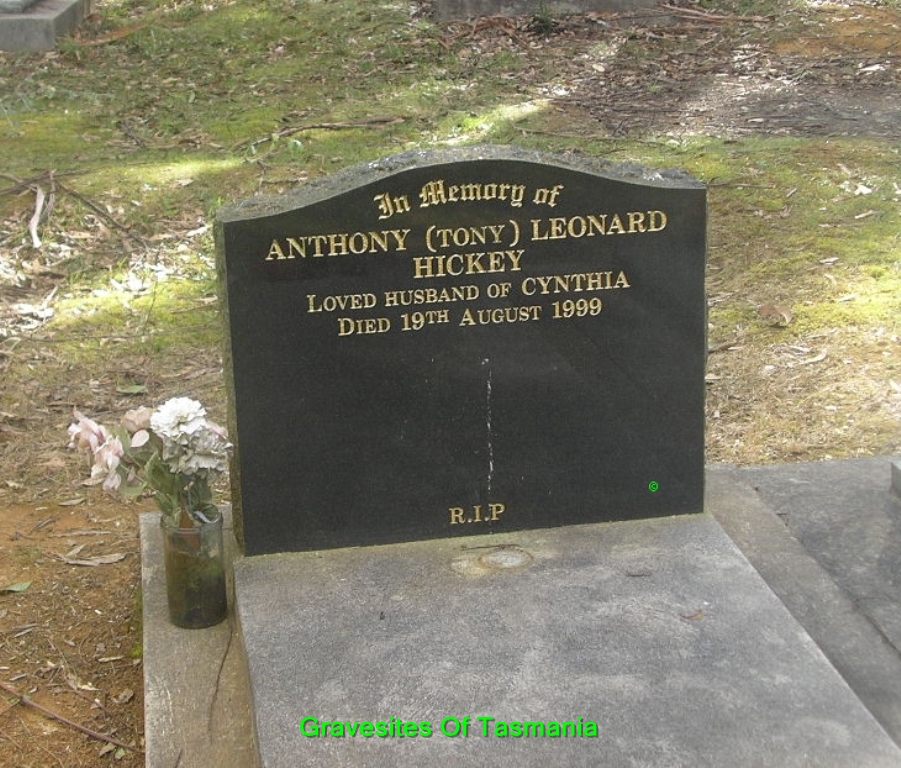 In Memory of
ANTHONY (TONY) LEONARD
HICKEY
LOVED HUSBAND OF CYNTHIA
DIED 19TH AUGUST 1999
R.I.P
©
Gravesites Of Tasmania